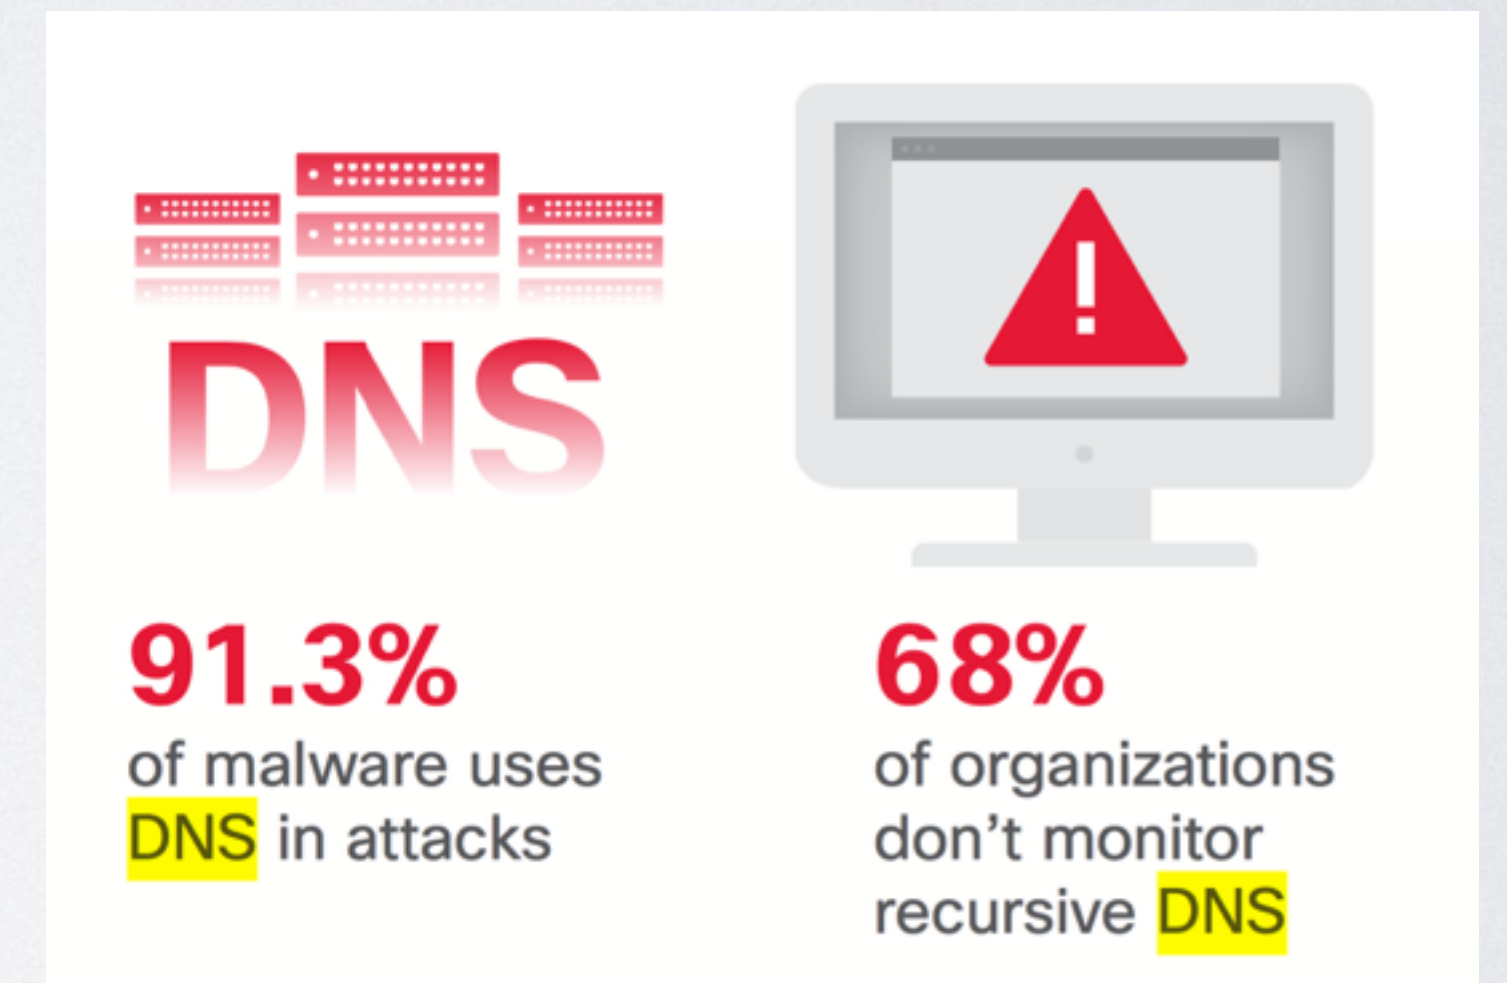 DNS
91.3%
of malware uses
DNS in attacks
!
68%
of organizations
don’t monitor
recursive DNS